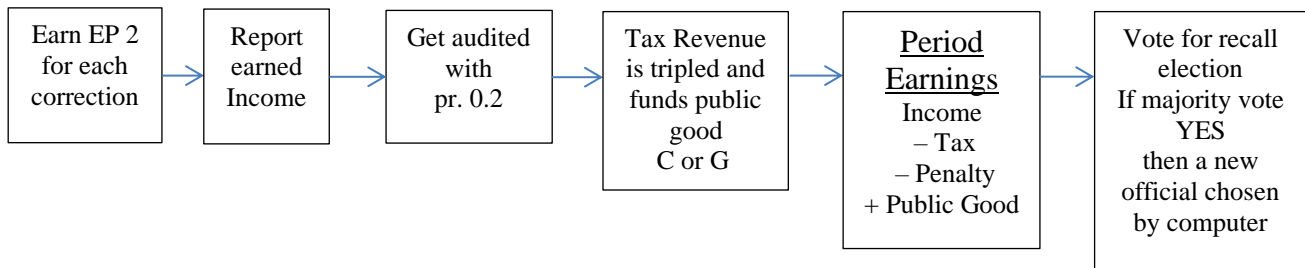 Earn EP 2
for each
correction
Report
earned
Income
Get audited
with
pr. 0.2
Tax Revenue
is tripled and
funds public
good
C or G
Period
Earnings
Income
– Tax
– Penalty
+ Public Good
Vote for recall
election
If majority vote
YES
then a new
official chosen
by computer